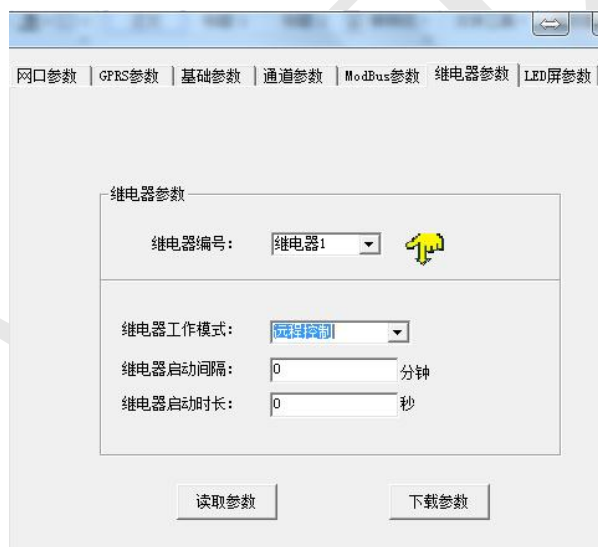 网口参数 GPRS参数 基础参数 通道参数 ModBus参数 继电器参数 LED屏参数
继电器参数
继电器编号： 继电器1
继电器工作模式： 远程控制
继电器启动间隔： 0 分钟
继电器启动时长： 0 秒
读取参数 下载参数